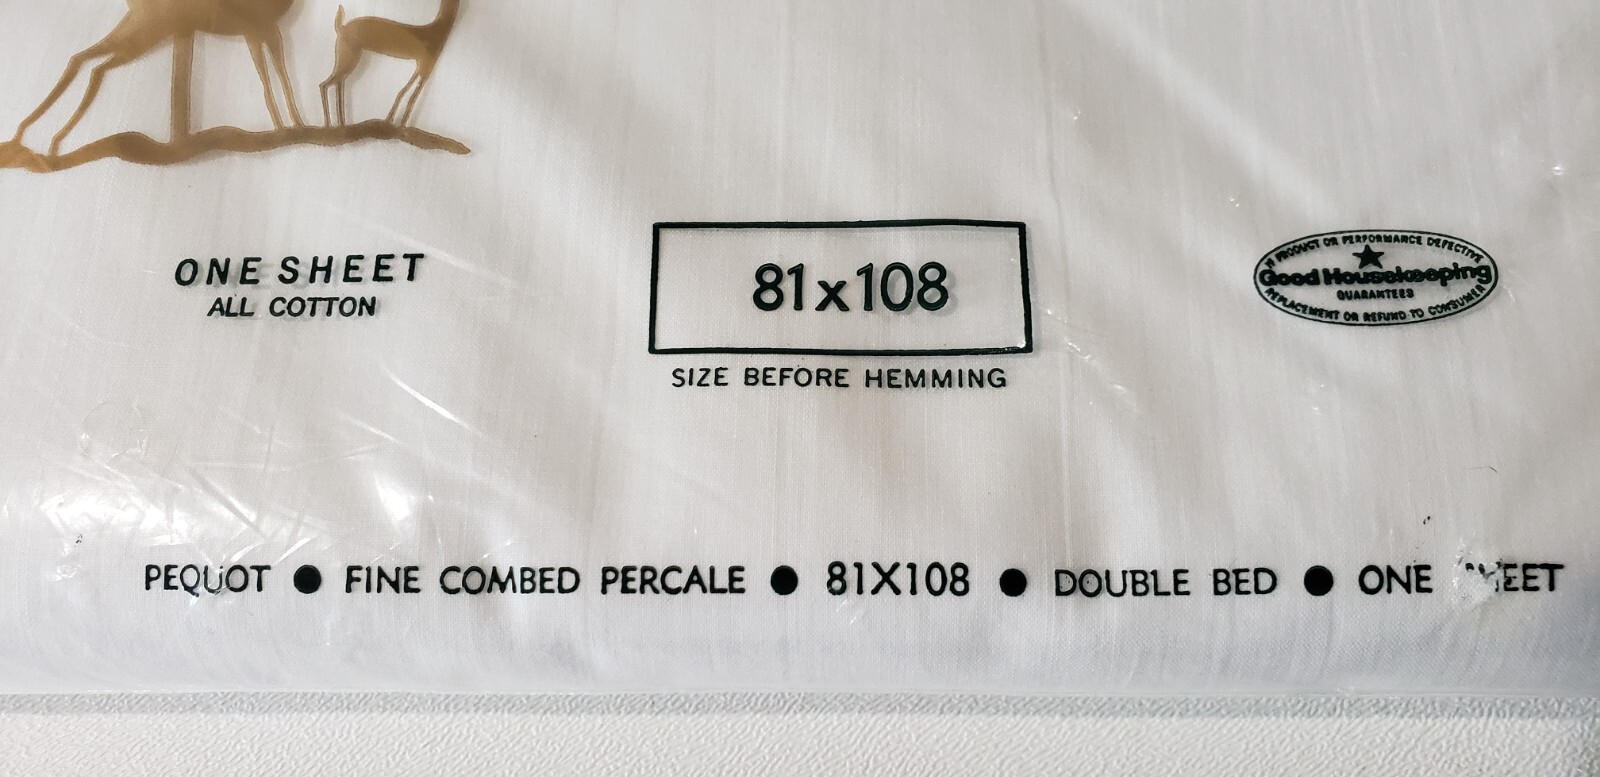 ONE SHEET
ALL COTTON
81x108
SIZE BEFORE HEMMING
IF PRODUCT OR PERFORMANCE DEFECTIVE
★
Good Housekeeping
GUARANTEES
REPLACEMENT OR REFUND TO CONSUMER
PEQUOT ● FINE COMBED PERCALE ● 81X108 ● DOUBLE BED ● ONE SHEET